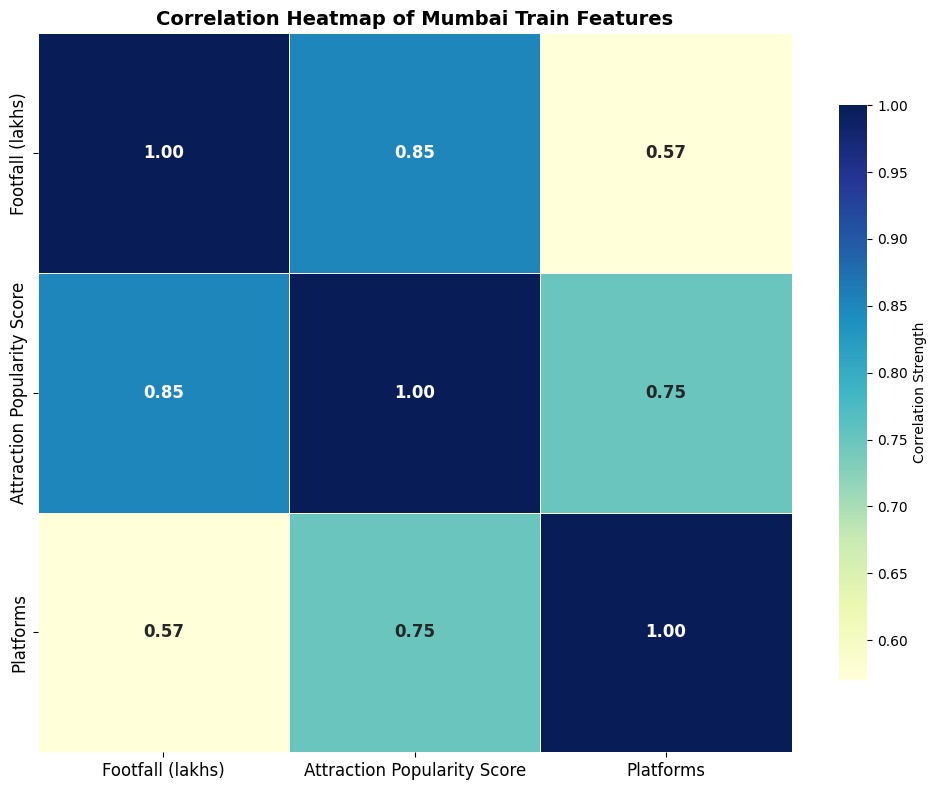 Correlation Heatmap of Mumbai Train Features
Footfall (lakhs)
1.00
0.85
0.57
Attraction Popularity Score
0.85
1.00
0.75
Platforms
0.57
0.75
1.00
Footfall (lakhs)
Attraction Popularity Score
Platforms
1.00
0.95
0.90
0.85
0.80
0.75
0.70
0.65
0.60
Correlation Strength